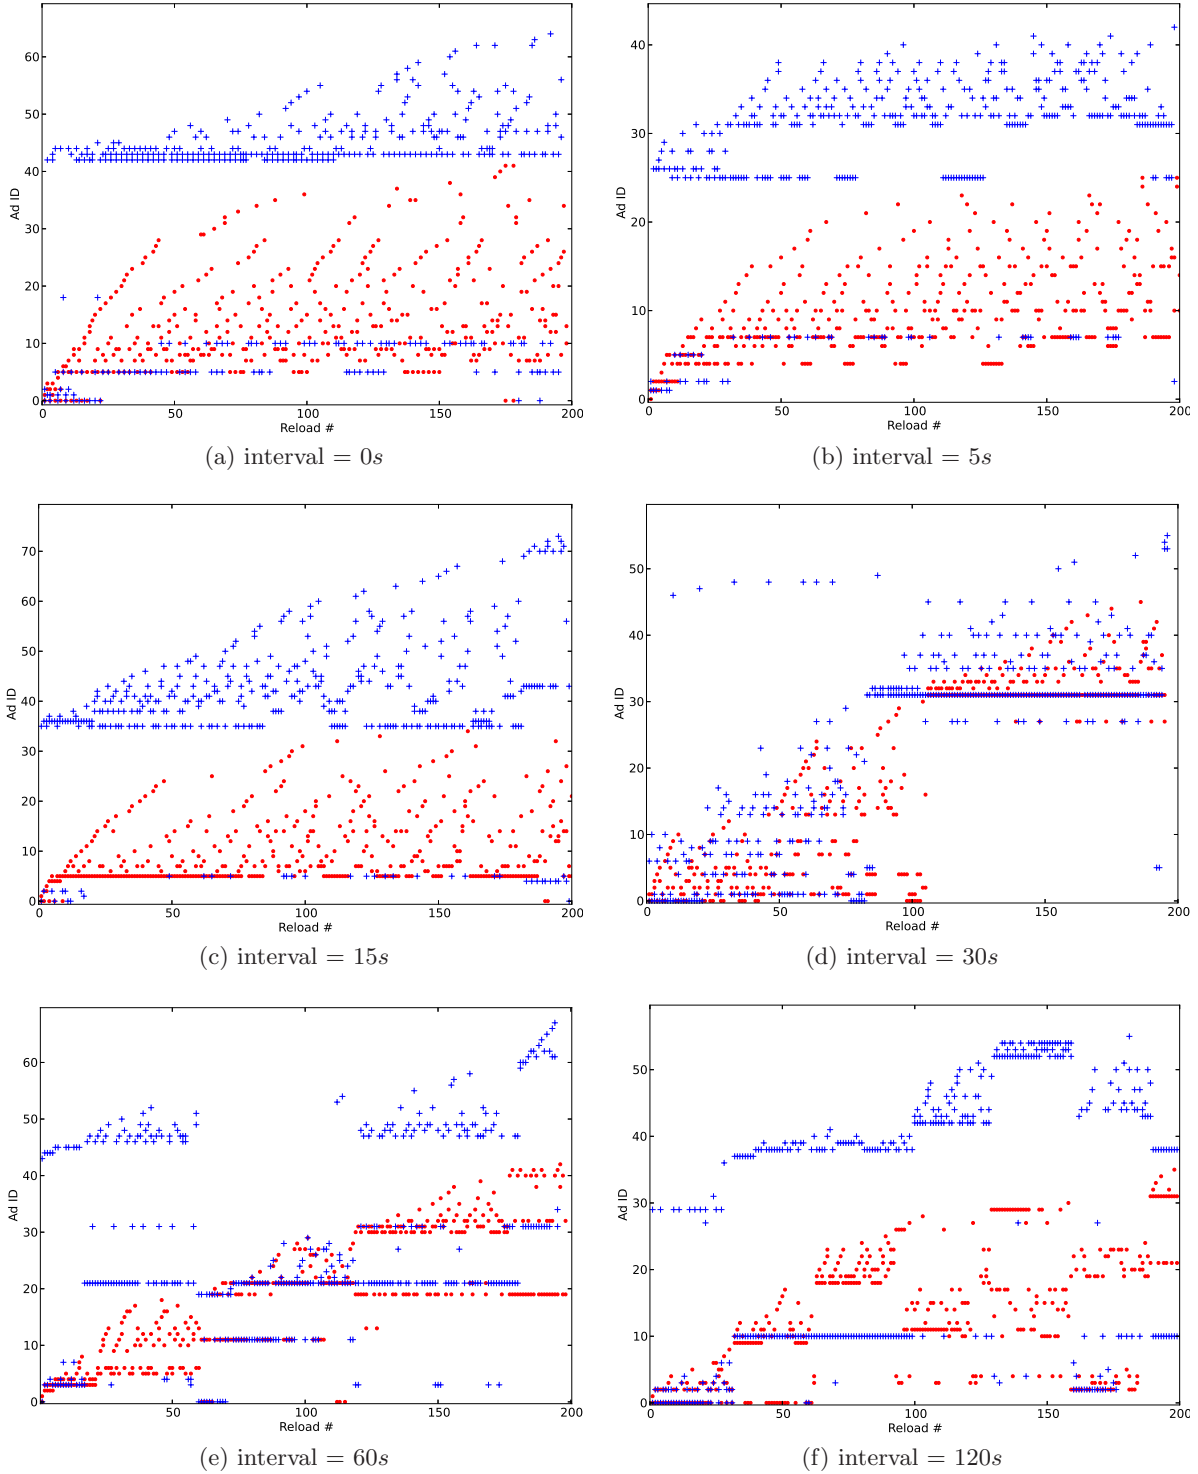 60
50
40
30
20
10
0
Ad ID
0 50 100 150 200
Reload #
(a) interval = 0s
40
30
20
10
0
Ad ID
0 50 100 150 200
Reload #
(b) interval = 5s
70
60
50
40
30
20
10
0
Ad ID
0 50 100 150 200
Reload #
(c) interval = 15s
50
40
30
20
10
0
Ad ID
0 50 100 150 200
Reload #
(d) interval = 30s
60
50
40
30
20
10
0
Ad ID
0 50 100 150 200
Reload #
(e) interval = 60s
50
40
30
20
10
0
Ad ID
0 50 100 150 200
Reload #
(f) interval = 120s